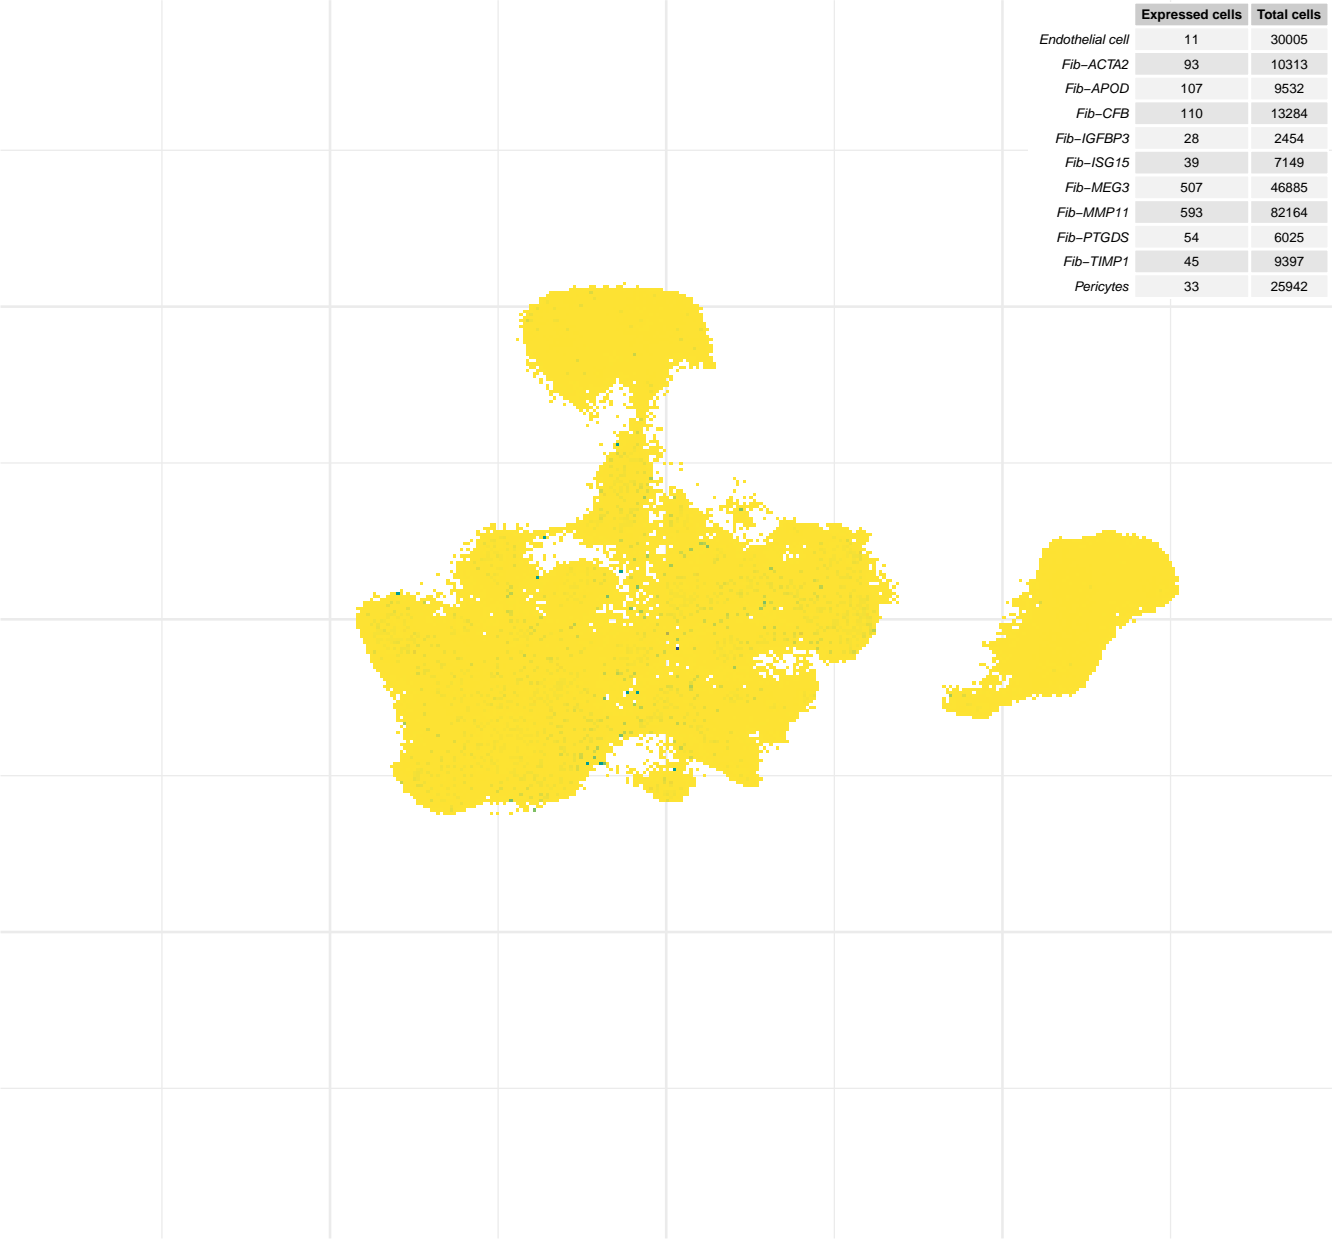 Expressed cells Total cells
Endothelial cell 11 30005
Fib−ACTA2 93 10313
Fib−APOD 107 9532
Fib−CFB 110 13284
Fib−IGFBP3 28 2454
Fib−ISG15 39 7149
Fib−MEG3 507 46885
Fib−MMP11 593 82164
Fib−PTGDS 54 6025
Fib−TIMP1 45 9397
Pericytes 33 25942